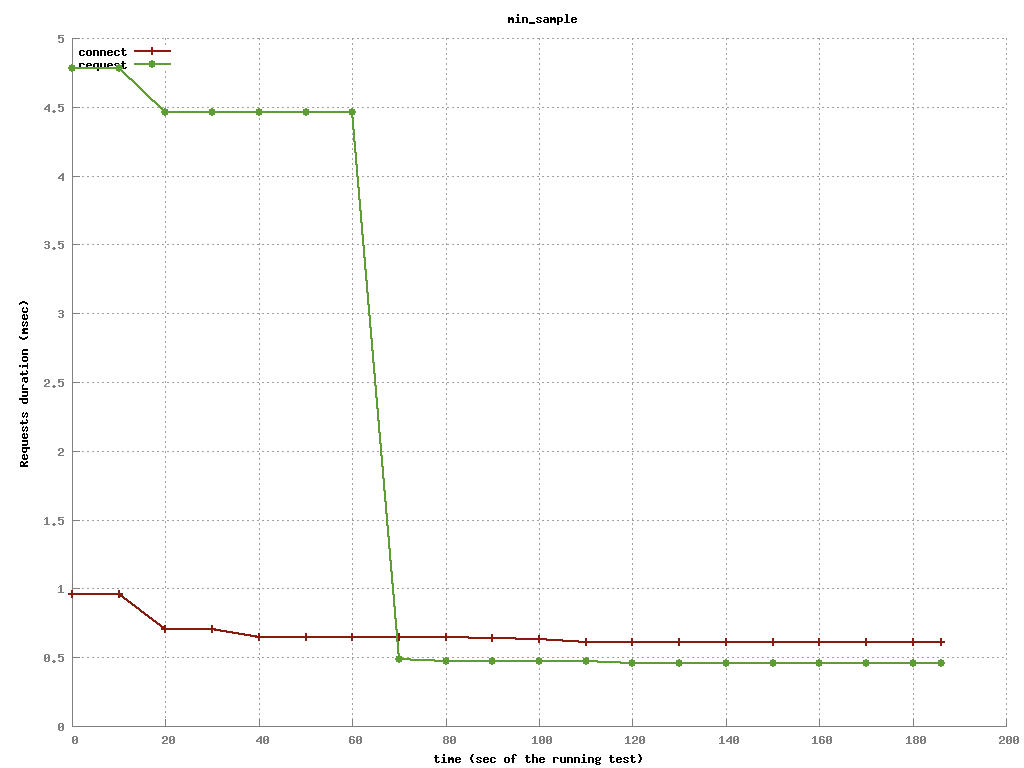 min_sample
connect
request
5
4.5
4
3.5
3
2.5
2
1.5
1
0.5
0
Requests duration (msec)
0 20 40 60 80 100 120 140 160 180 200
time (sec of the running test)